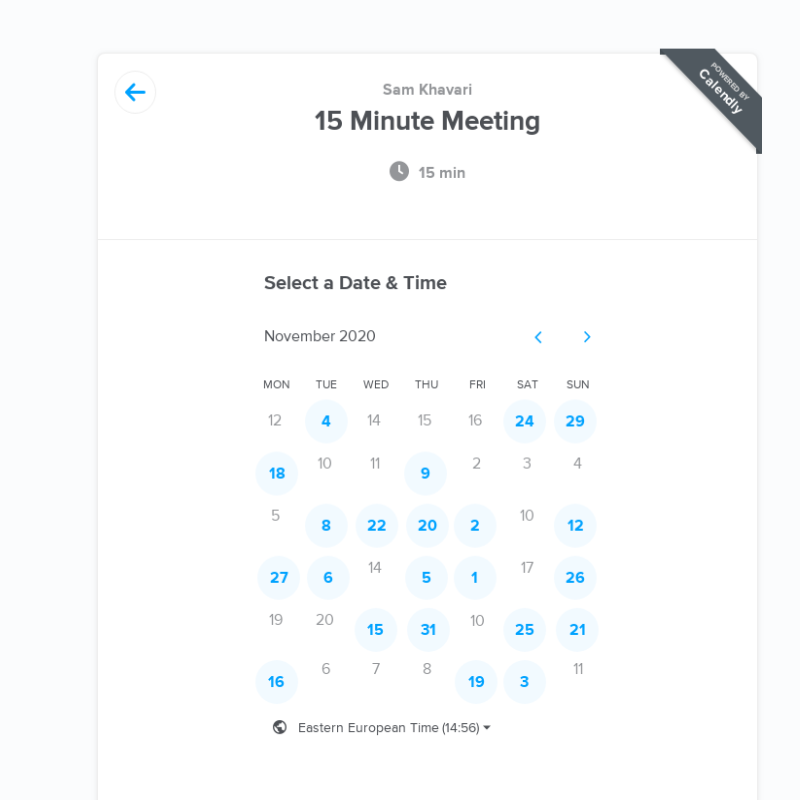 POWERED BY
Calendly
Sam Khavari
15 Minute Meeting
15 min
Select a Date & Time
November 2020
MON TUE WED THU FRI SAT SUN
12 4 14 15 16 24 29
18 10 11 9 2 3 4
5 8 22 20 2 10 12
27 6 14 5 1 17 26
19 20 15 31 10 25 21
16 6 7 8 19 3 11
Eastern European Time (14:56)